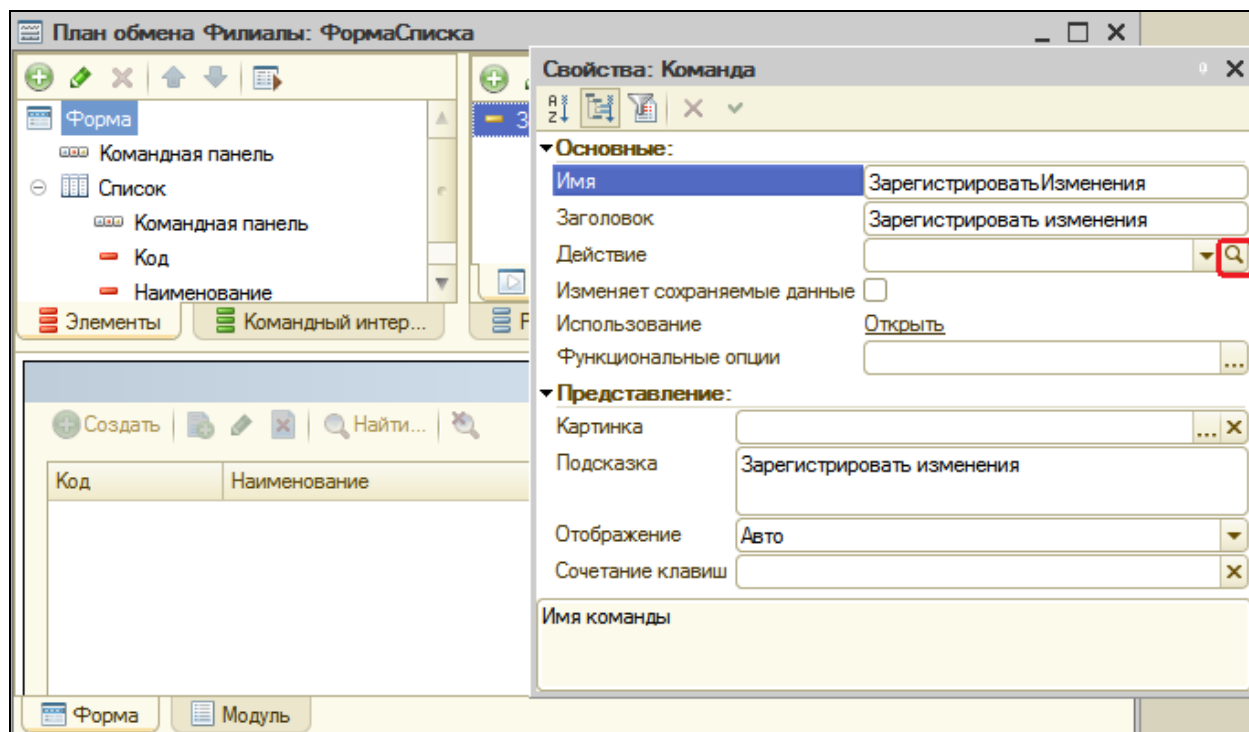 План обмена Филиалы: ФормаСписка
Форма
Командная панель
Список
Командная панель
Код
Наименование
Элементы
Командный интер...
Создать
Найти...
Код
Наименование
Форма
Модуль
Свойства: Команда
Основные:
Имя
ЗарегистрироватьИзменения
Заголовок
Зарегистрировать изменения
Действие
Изменяет сохраняемые данные
Использование
Открыть
Функциональные опции
...
Представление:
Картинка
...
Подсказка
Зарегистрировать изменения
Отображение
Авто
Сочетание клавиш
Имя команды